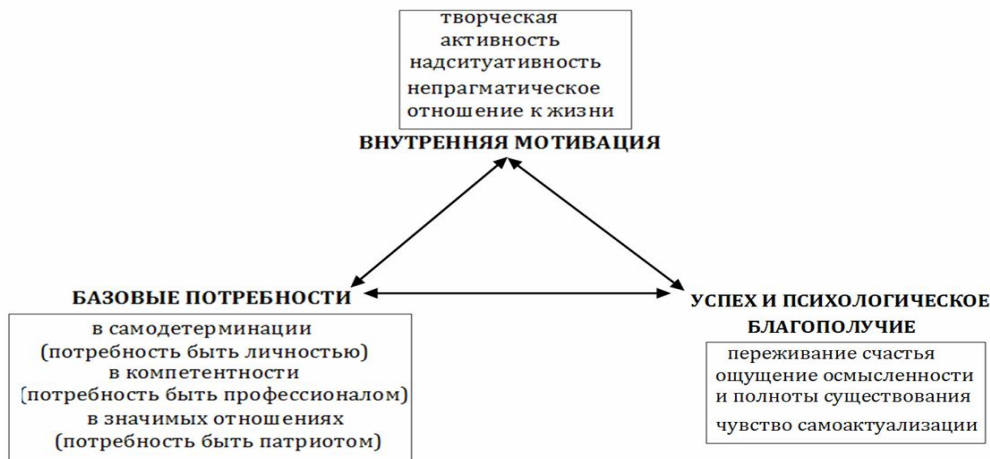 творческая
активность
надситуативность
непрагматическое
отношение к жизни
ВНУТРЕННЯЯ МОТИВАЦИЯ
БАЗОВЫЕ ПОТРЕБНОСТИ
в самодетерминации
(потребность быть личностью)
в компетентности
(потребность быть профессионалом)
в значимых отношениях
(потребность быть патриотом)
УСПЕХ И ПСИХОЛОГИЧЕСКОЕ
БЛАГОПОЛУЧИЕ
переживание счастья
ощущение осмысленности
и полноты существования
чувство самоактуализации